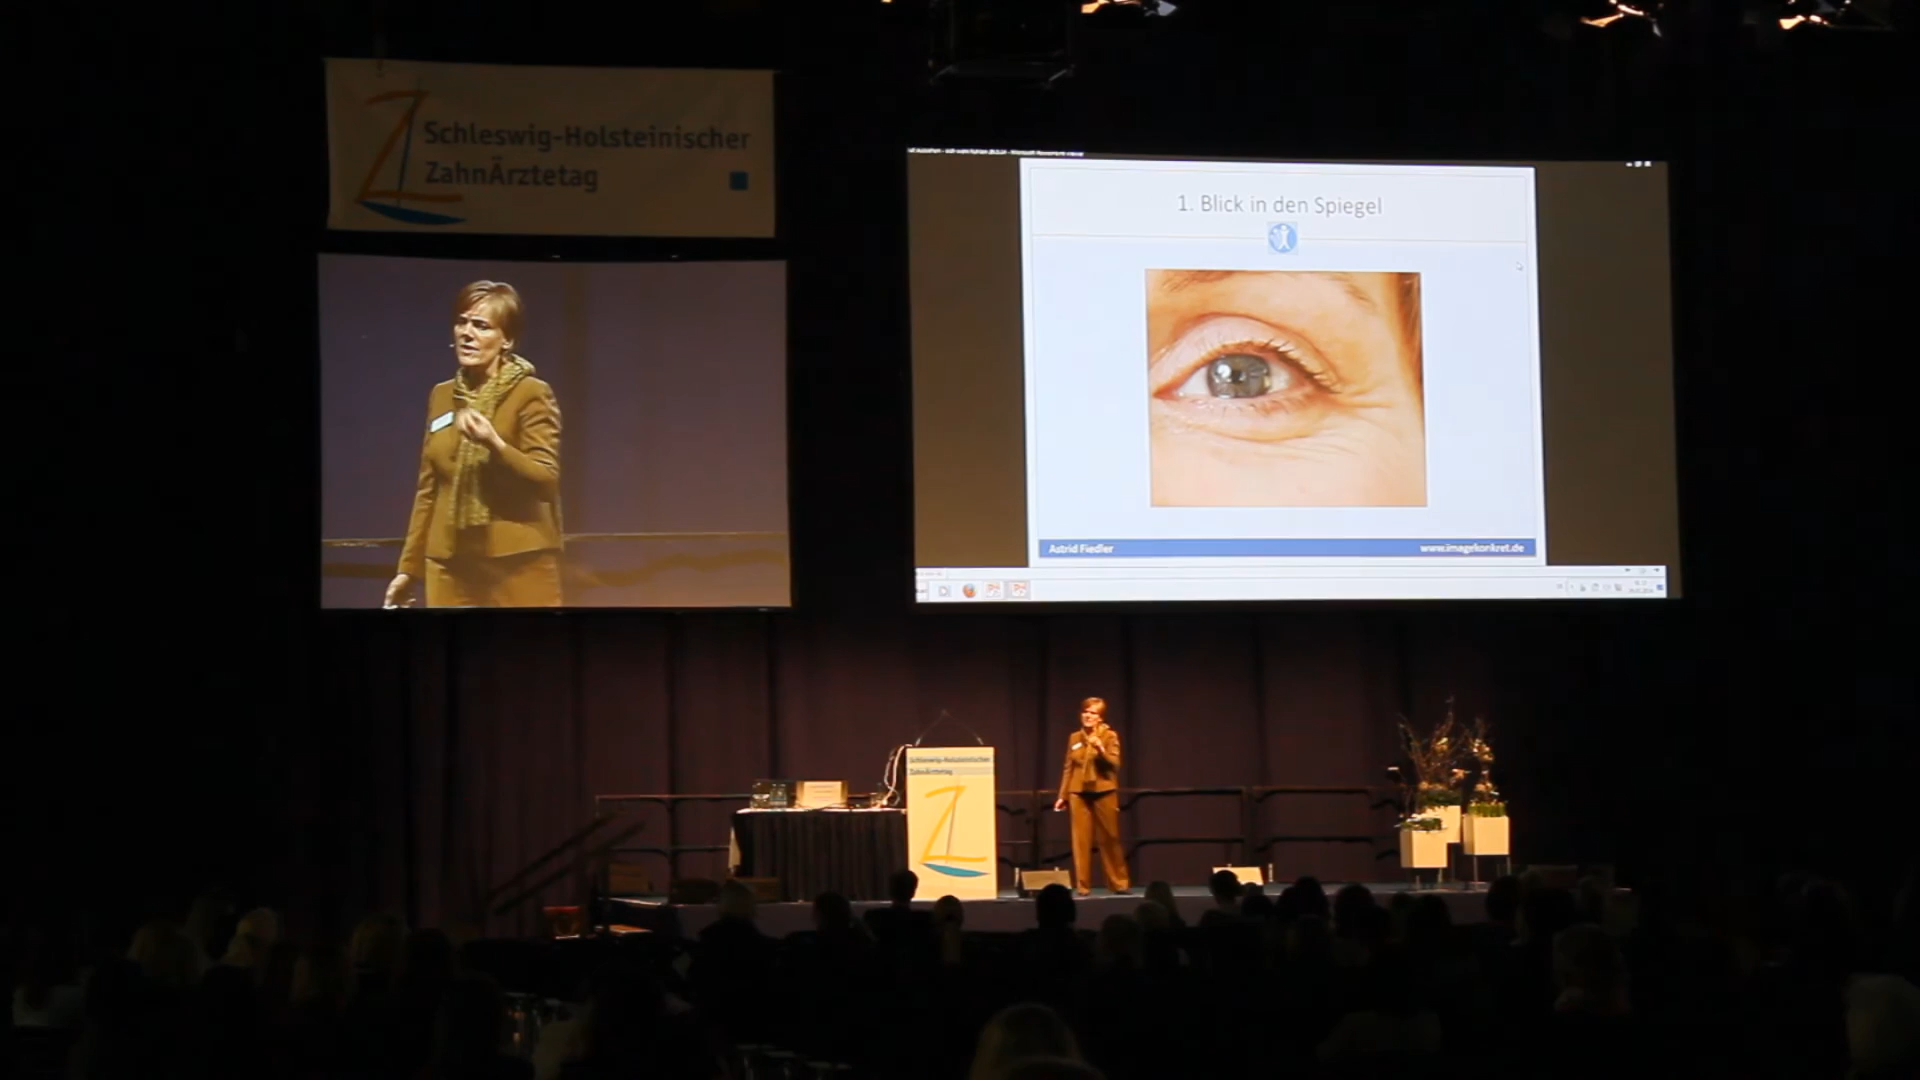 Schleswig-Holsteinischer
ZahnÄrztetag
1. Blick in den Spiegel
Astrid Fiedler
www.imagekonkret.de
Schleswig-Holsteinischer
ZahnÄrztetag